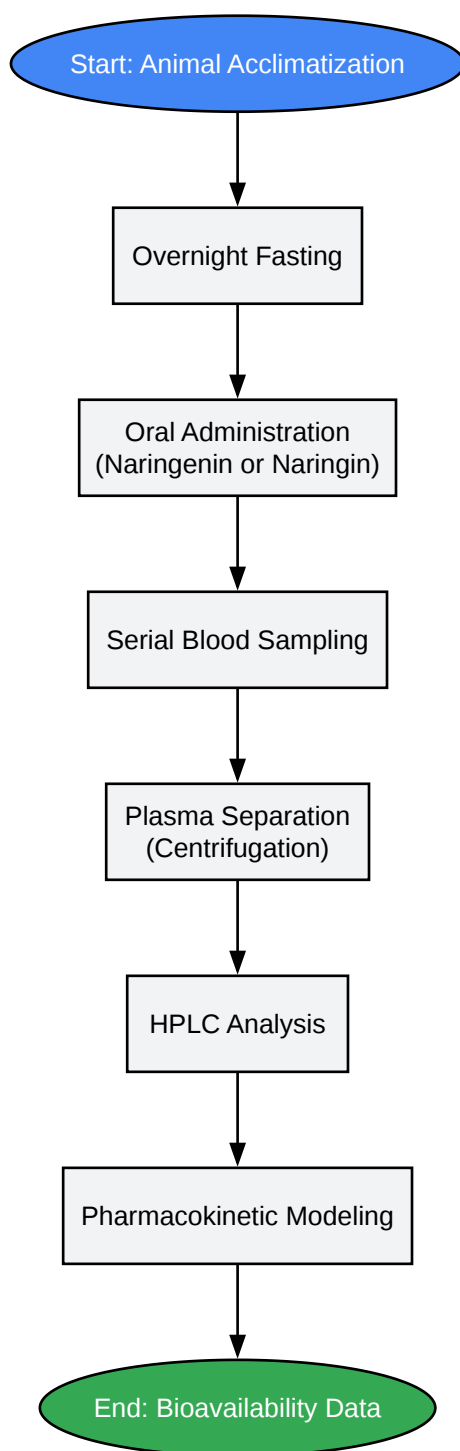 Start: Animal Acclimatization
Overnight Fasting
Oral Administration
(Naringenin or Naringin)
Serial Blood Sampling
Plasma Separation
(Centrifugation)
HPLC Analysis
Pharmacokinetic Modeling
End: Bioavailability Data